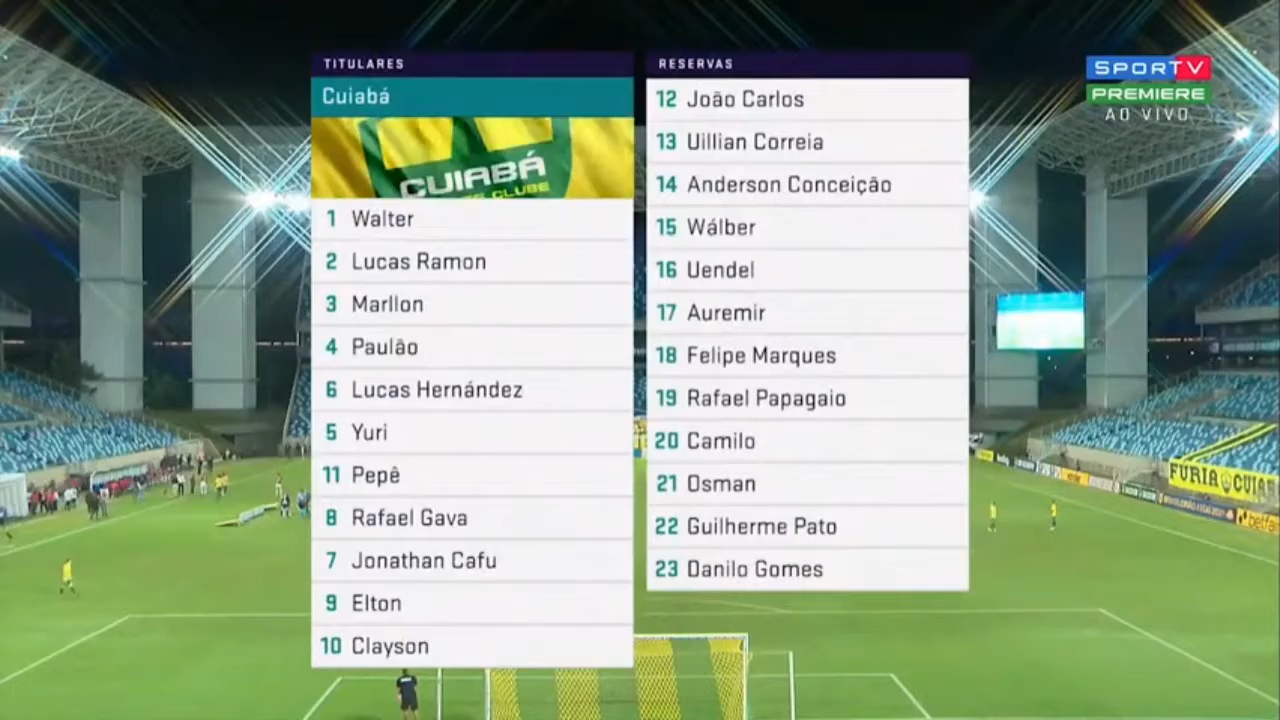 TITULARES
Cuiabá
CUIABÁ
CLUBE
1 Walter
2 Lucas Ramon
3 Marllon
4 Paulão
6 Lucas Hernández
5 Yuri
11 Pepê
8 Rafael Gava
7 Jonathan Cafu
9 Elton
10 Clayson
RESERVAS
12 João Carlos
13 Uillian Correia
14 Anderson Conceição
15 Wálber
16 Uendel
17 Auremir
18 Felipe Marques
19 Rafael Papagaio
20 Camilo
21 Osman
22 Guilherme Pato
23 Danilo Gomes
SPORTV
PREMIERE
AO VIVO
FÚRIA CUIA